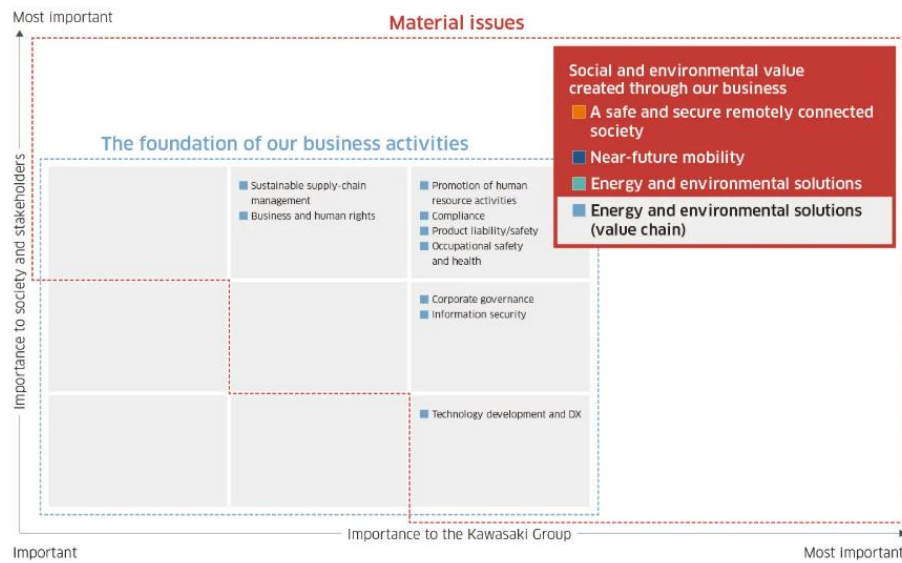 Most important
Material issues
Social and environmental value
created through our business
A safe and secure remotely connected
society
Near-future mobility
Energy and environmental solutions
Energy and environmental solutions
(value chain)
The foundation of our business activities
Sustainable supply-chain
management
Business and human rights
Promotion of human
resource activities
Compliance
Product liability/safety
Occupational safety
and health
Corporate governance
Information security
Technology development and DX
Importance to society and stakeholders
Importance to the Kawasaki Group
Important
Most important